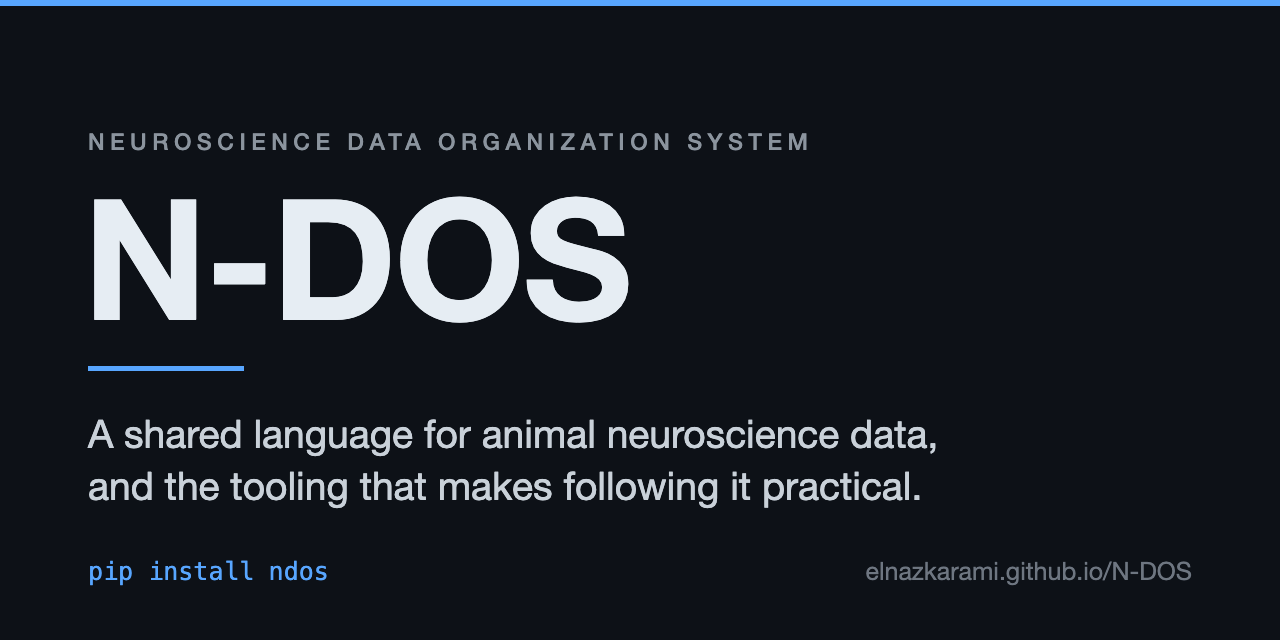 NEUROSCIENCE DATA ORGANIZATION SYSTEM
N-DOS
A shared language for animal neuroscience data,
and the tooling that makes following it practical.
pip install ndos
elnazkarami.github.io/N-DOS